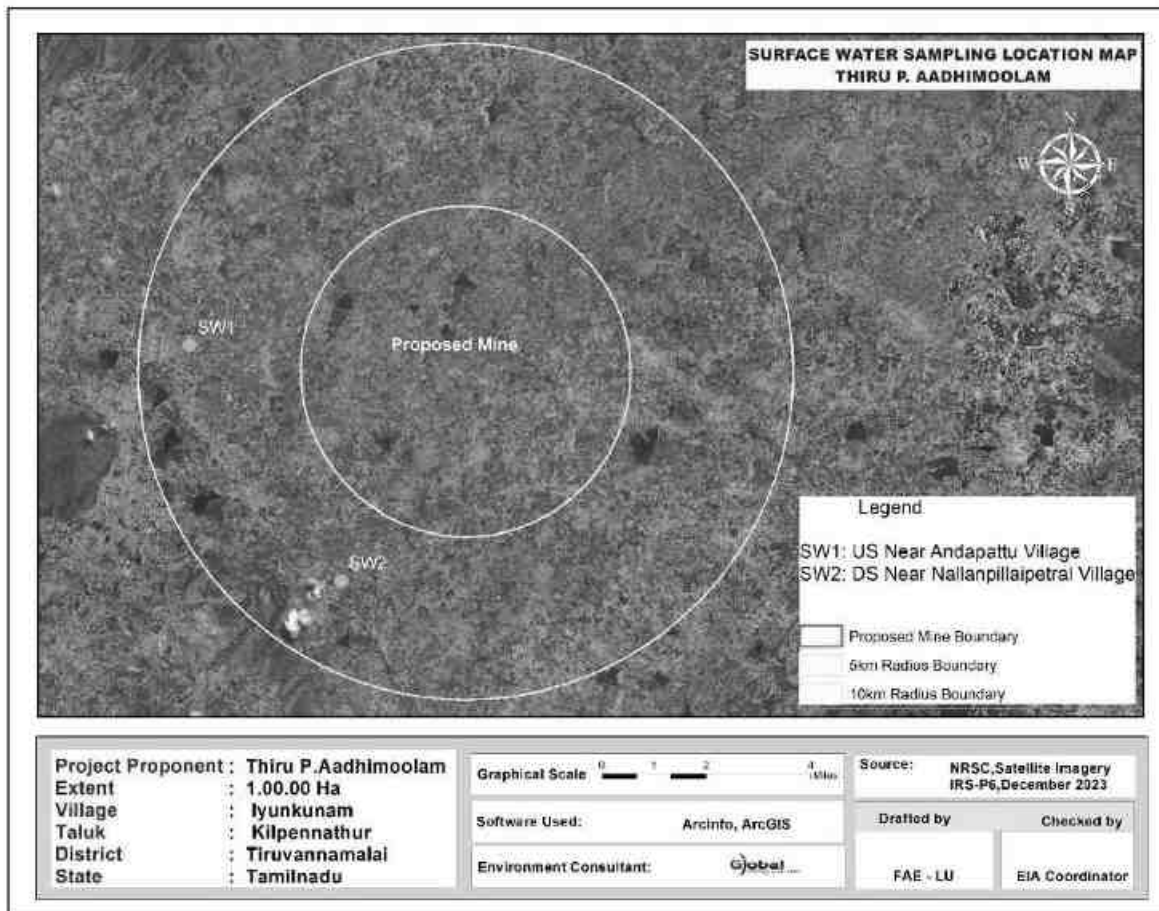 SURFACE WATER SAMPLING LOCATION MAP
THIRU P. AADHIMOOLAM
N
W E
S
SW1
Proposed Mine
SW2
Legend
SW1: US Near Andapattu Village
SW2: DS Near Nallanpillaipetral Village
Proposed Mine Boundary
5km Radius Boundary
10km Radius Boundary
Project Proponent : Thiru P.Aadhimoolam
Extent : 1.00.00 Ha
Village : Iyunkunam
Taluk : Kilpennathur
District : Tiruvannamalai
State : Tamilnadu
Graphical Scale 0 1 2 4 Miles
Software Used: Arcinfo, ArcGIS
Environment Consultant: Global
Source: NRSC,Satellite Imagery
IRS-P6,December 2023
Drafted by Checked by
FAE - LU EIA Coordinator